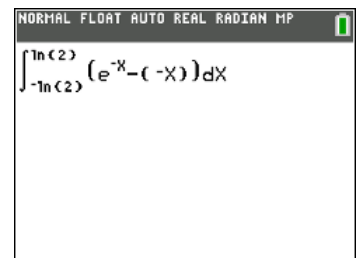 NORMAL FLOAT AUTO REAL RADIAN MP
∫_{-ln(2)}^{ln(2)} (e^{-X}-(-X))dX